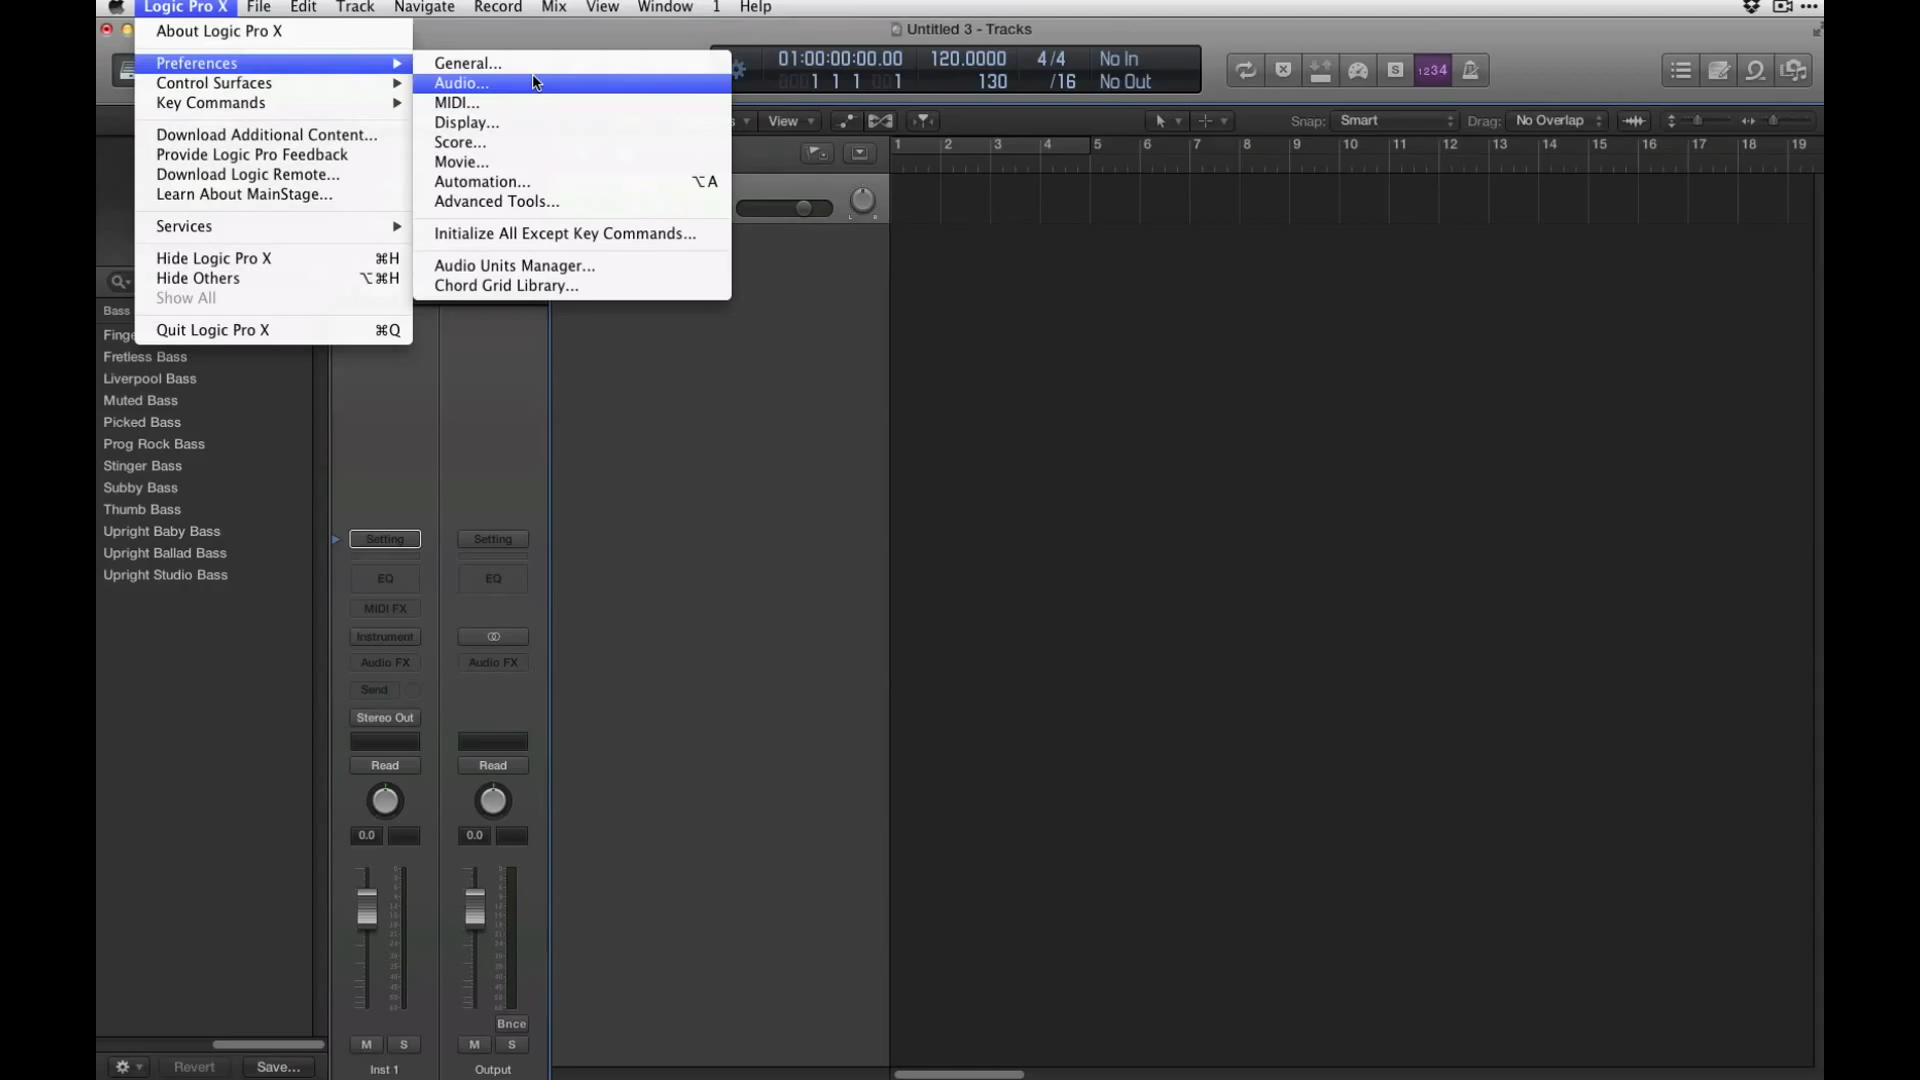 Logic Pro X File Edit Track Navigate Record Mix View Window 1 Help
Untitled 3 - Tracks
About Logic Pro X
Preferences
Control Surfaces
Key Commands
Download Additional Content...
Provide Logic Pro Feedback
Download Logic Remote...
Learn About MainStage...
Services
Hide Logic Pro X ⌘H
Hide Others ⌥⌘H
Show All
Quit Logic Pro X ⌘Q
General...
Audio...
MIDI...
Display...
Score...
Movie...
Automation... ⌥A
Advanced Tools...
Initialize All Except Key Commands...
Audio Units Manager...
Chord Grid Library...
01:00:00:00.00 120.0000 4/4 No In
1 1 1 1 130 /16 No Out
S 1234
View Snap: Smart Drag: No Overlap
1 2 3 4 5 6 7 8 9 10 11 12 13 14 15 16 17 18 19
L R
Bass
Fretless Bass
Liverpool Bass
Muted Bass
Picked Bass
Prog Rock Bass
Stinger Bass
Subby Bass
Thumb Bass
Upright Baby Bass
Upright Ballad Bass
Upright Studio Bass
Setting Setting
EQ EQ
MIDI FX
Instrument
Audio FX Audio FX
Send
Stereo Out
Read Read
0.0 0.0
Bnce
M S M S
Inst 1 Output
Revert Save...